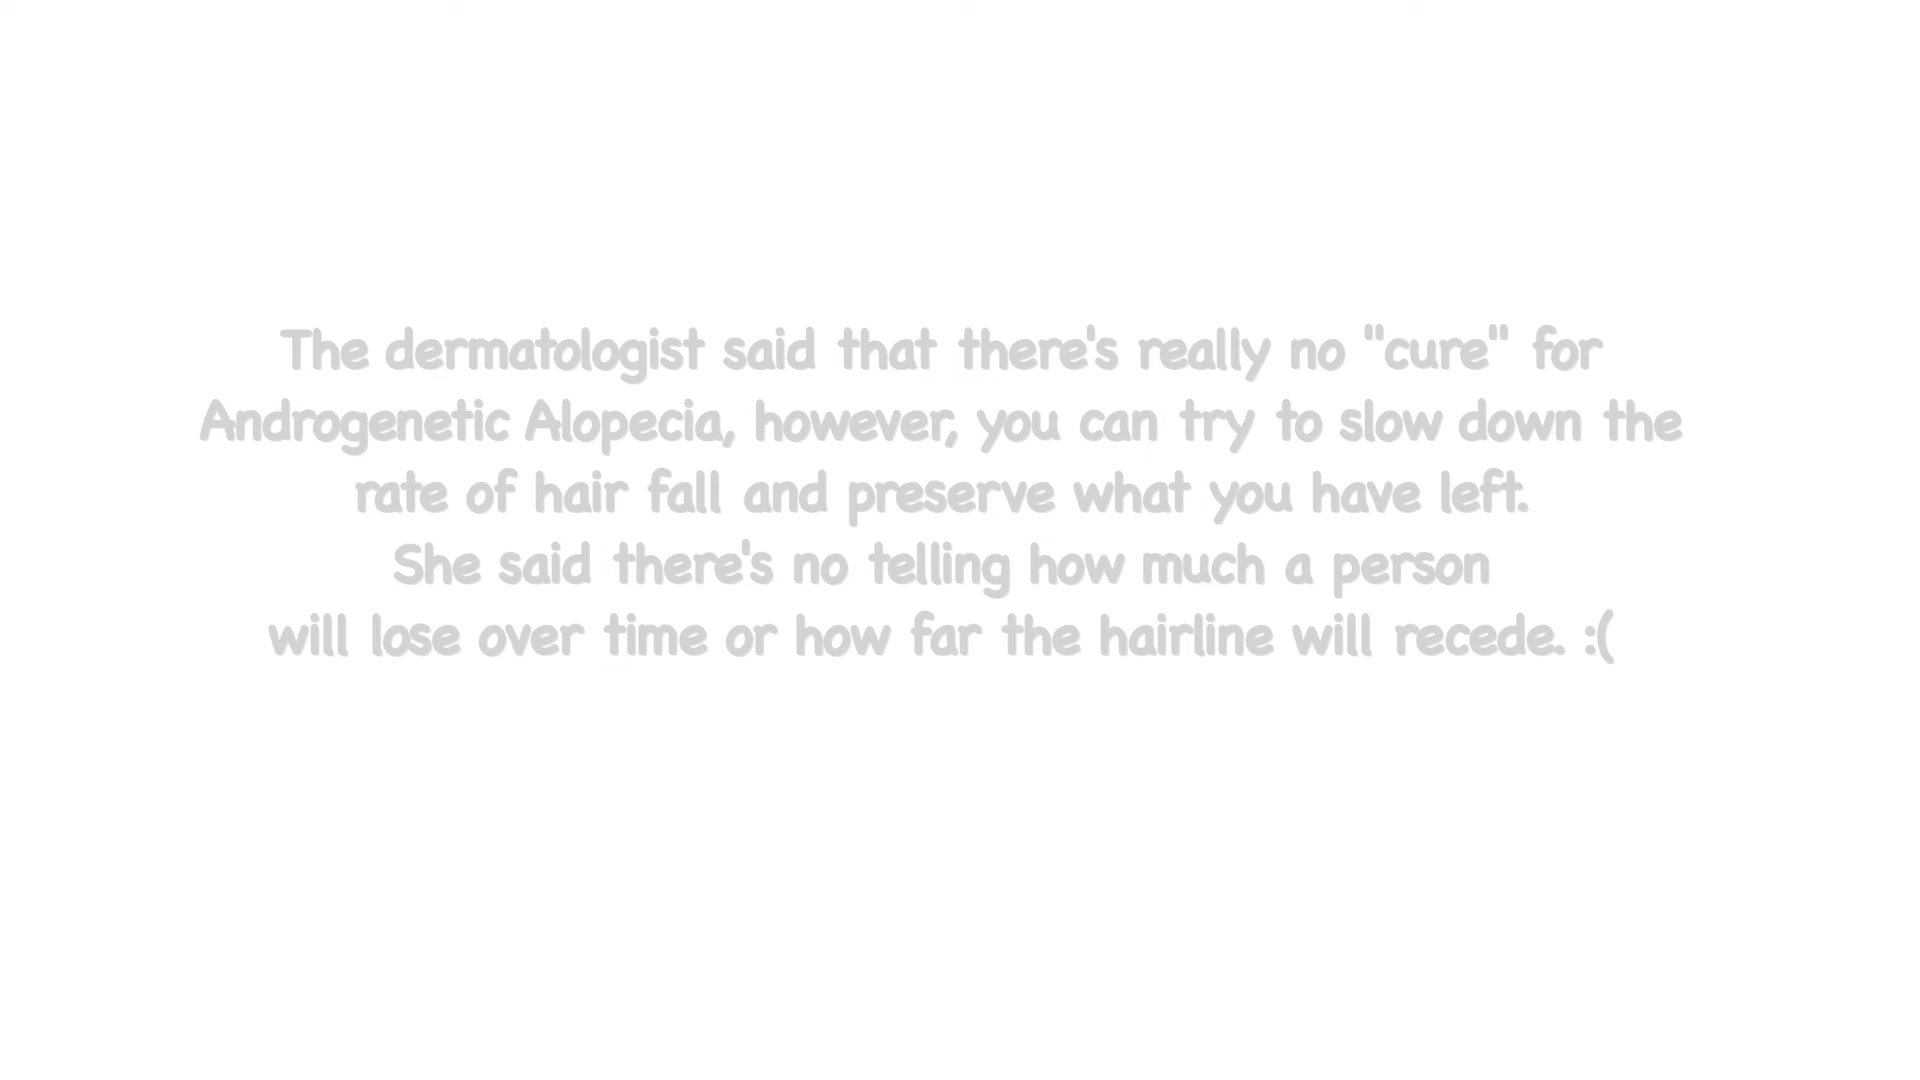 The dermatologist said that there's really no "cure" for
Androgenetic Alopecia, however, you can try to slow down the
rate of hair fall and preserve what you have left.
She said there's no telling how much a person
will lose over time or how far the hairline will recede. :(